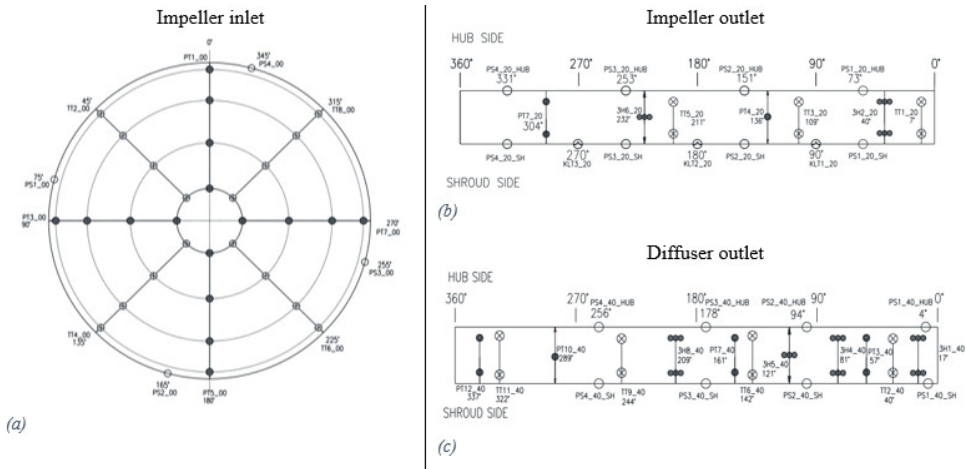 Impeller inlet
(a)
0'
PT1_00
345'
PS4_00
45'
TT2_00
315'
TT8_00
75'
PS1_00
PT3_00
90'
270'
PT7_00
255'
PS3_00
TT4_00
135'
225'
TT6_00
165'
PS2_00
PT5_00
180'
Impeller outlet
HUB SIDE
360° 270° 180° 90° 0°
PS4_20_HUB PS3_20_HUB PS2_20_HUB PS1_20_HUB
331° 253° 151° 73°
PT7_20
304°
3H6_20
232°
TT5_20
211°
PT4_20
136°
TT3_20
109°
3H2_20
40°
TT1_20
7°
PS4_20_SH PS3_20_SH PS2_20_SH PS1_20_SH
270° 180° 90°
KLT3_20 KLT2_20 KLT1_20
SHROUD SIDE
(b)
Diffuser outlet
HUB SIDE
360° 270° 180° 90° 0°
PS4_40_HUB PS3_40_HUB PS2_40_HUB PS1_40_HUB
256° 178° 94° 4°
PT12_40
337°
TT11_40
322°
PT10_40
289°
TT9_40
244°
3H8_40
209°
PT7_40
161°
TT6_40
142°
3H5_40
121°
3H4_40
81°
PT3_40
57°
TT2_40
40°
3H1_40
17°
PS4_40_SH PS3_40_SH PS2_40_SH PS1_40_SH
SHROUD SIDE
(c)